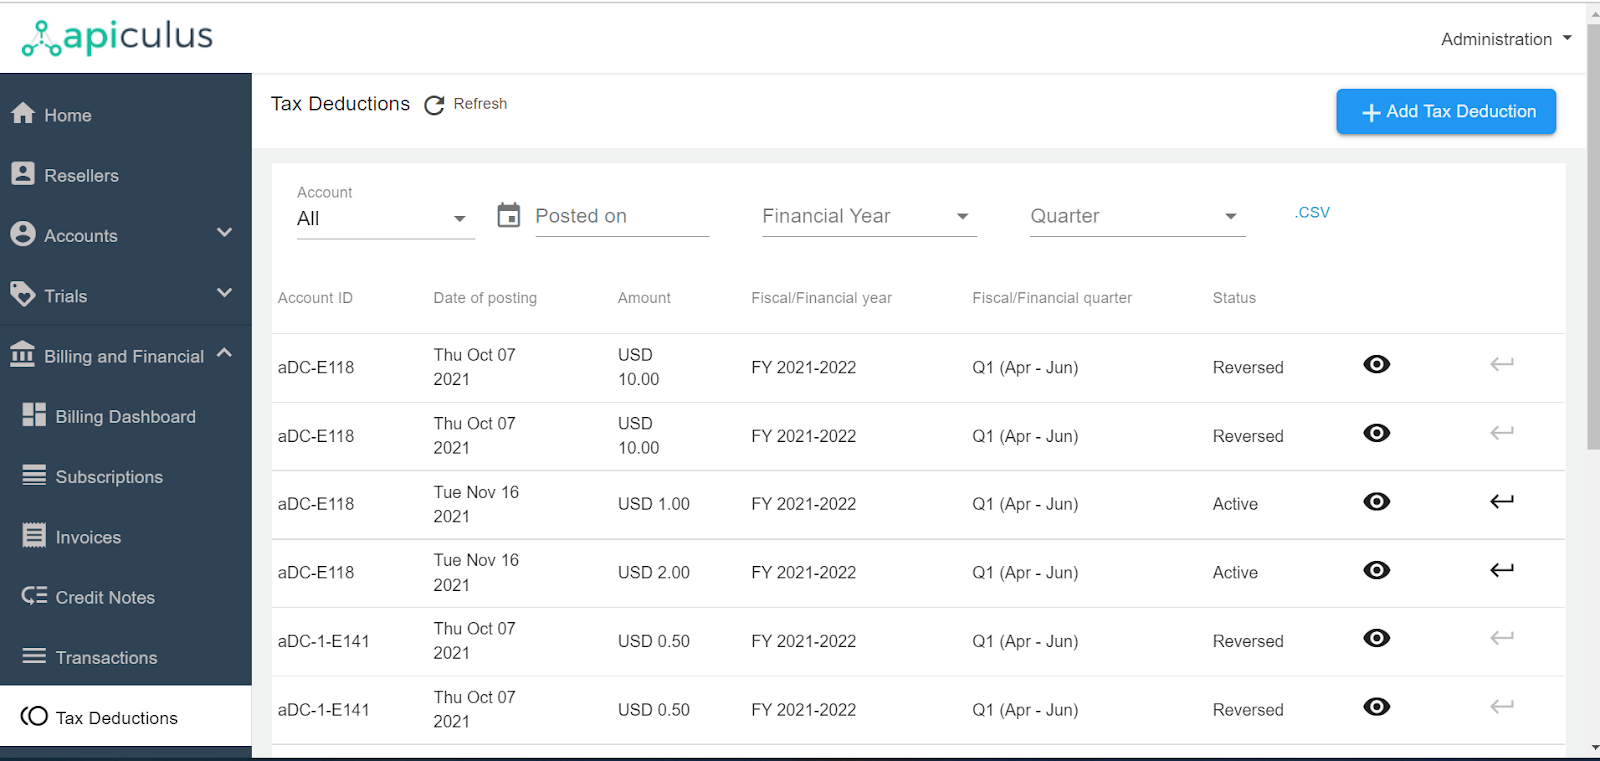 apiculus
Administration
Home
Resellers
Accounts
Trials
Billing and Financial
Billing Dashboard
Subscriptions
Invoices
Credit Notes
Transactions
Tax Deductions
Tax Deductions Refresh
Add Tax Deduction
Account
All
Posted on
Financial Year
Quarter
.CSV
Account ID Date of posting Amount Fiscal/Financial year Fiscal/Financial quarter Status
aDC-E118 Thu Oct 07 2021 USD 10.00 FY 2021-2022 Q1 (Apr - Jun) Reversed
aDC-E118 Thu Oct 07 2021 USD 10.00 FY 2021-2022 Q1 (Apr - Jun) Reversed
aDC-E118 Tue Nov 16 2021 USD 1.00 FY 2021-2022 Q1 (Apr - Jun) Active
aDC-E118 Tue Nov 16 2021 USD 2.00 FY 2021-2022 Q1 (Apr - Jun) Active
aDC-1-E141 Thu Oct 07 2021 USD 0.50 FY 2021-2022 Q1 (Apr - Jun) Reversed
aDC-1-E141 Thu Oct 07 2021 USD 0.50 FY 2021-2022 Q1 (Apr - Jun) Reversed